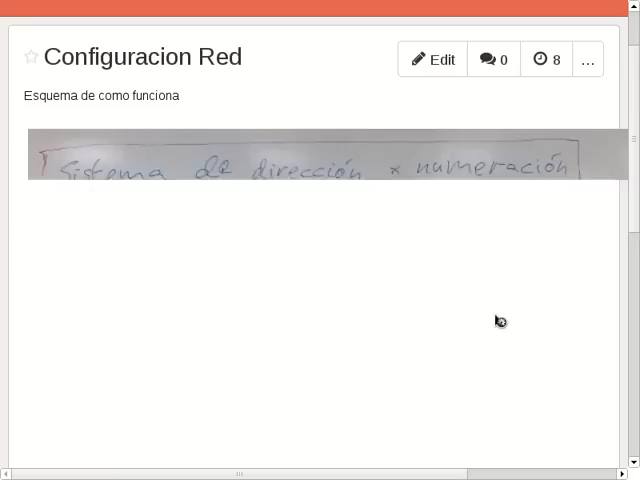 Configuracion Red
Edit
0
8
...
Esquema de como funciona
Sistema de dirección x numeración